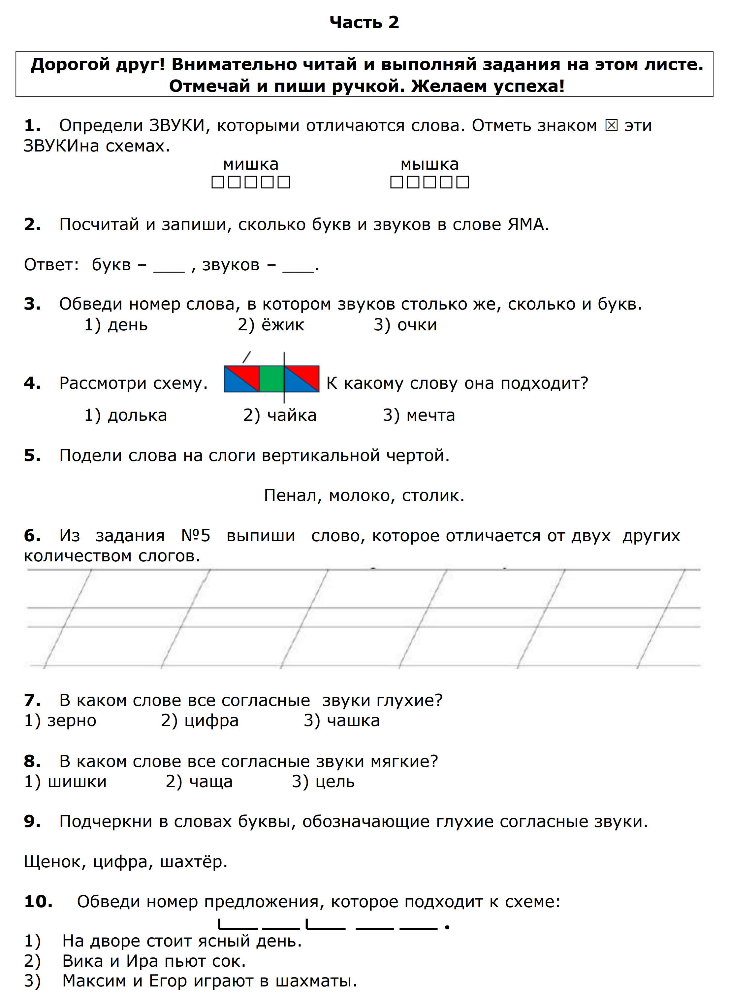 Часть 2
Дорогой друг! Внимательно читай и выполняй задания на этом листе.
Отмечай и пиши ручкой. Желаем успеха!
1. Определи ЗВУКИ, которыми отличаются слова. Отметь знаком ☒ эти
ЗВУКИна схемах.
мишка мышка
□□□□□ □□□□□
2. Посчитай и запиши, сколько букв и звуков в слове ЯМА.
Ответ: букв – ___ , звуков – ___.
3. Обведи номер слова, в котором звуков столько же, сколько и букв.
1) день 2) ёжик 3) очки
4. Рассмотри схему. К какому слову она подходит?
1) долька 2) чайка 3) мечта
5. Подели слова на слоги вертикальной чертой.
Пенал, молоко, столик.
6. Из задания №5 выпиши слово, которое отличается от двух других
количеством слогов.
7. В каком слове все согласные звуки глухие?
1) зерно 2) цифра 3) чашка
8. В каком слове все согласные звуки мягкие?
1) шишки 2) чаща 3) цель
9. Подчеркни в словах буквы, обозначающие глухие согласные звуки.
Щенок, цифра, шахтёр.
10. Обведи номер предложения, которое подходит к схеме:
1) На дворе стоит ясный день.
2) Вика и Ира пьют сок.
3) Максим и Егор играют в шахматы.